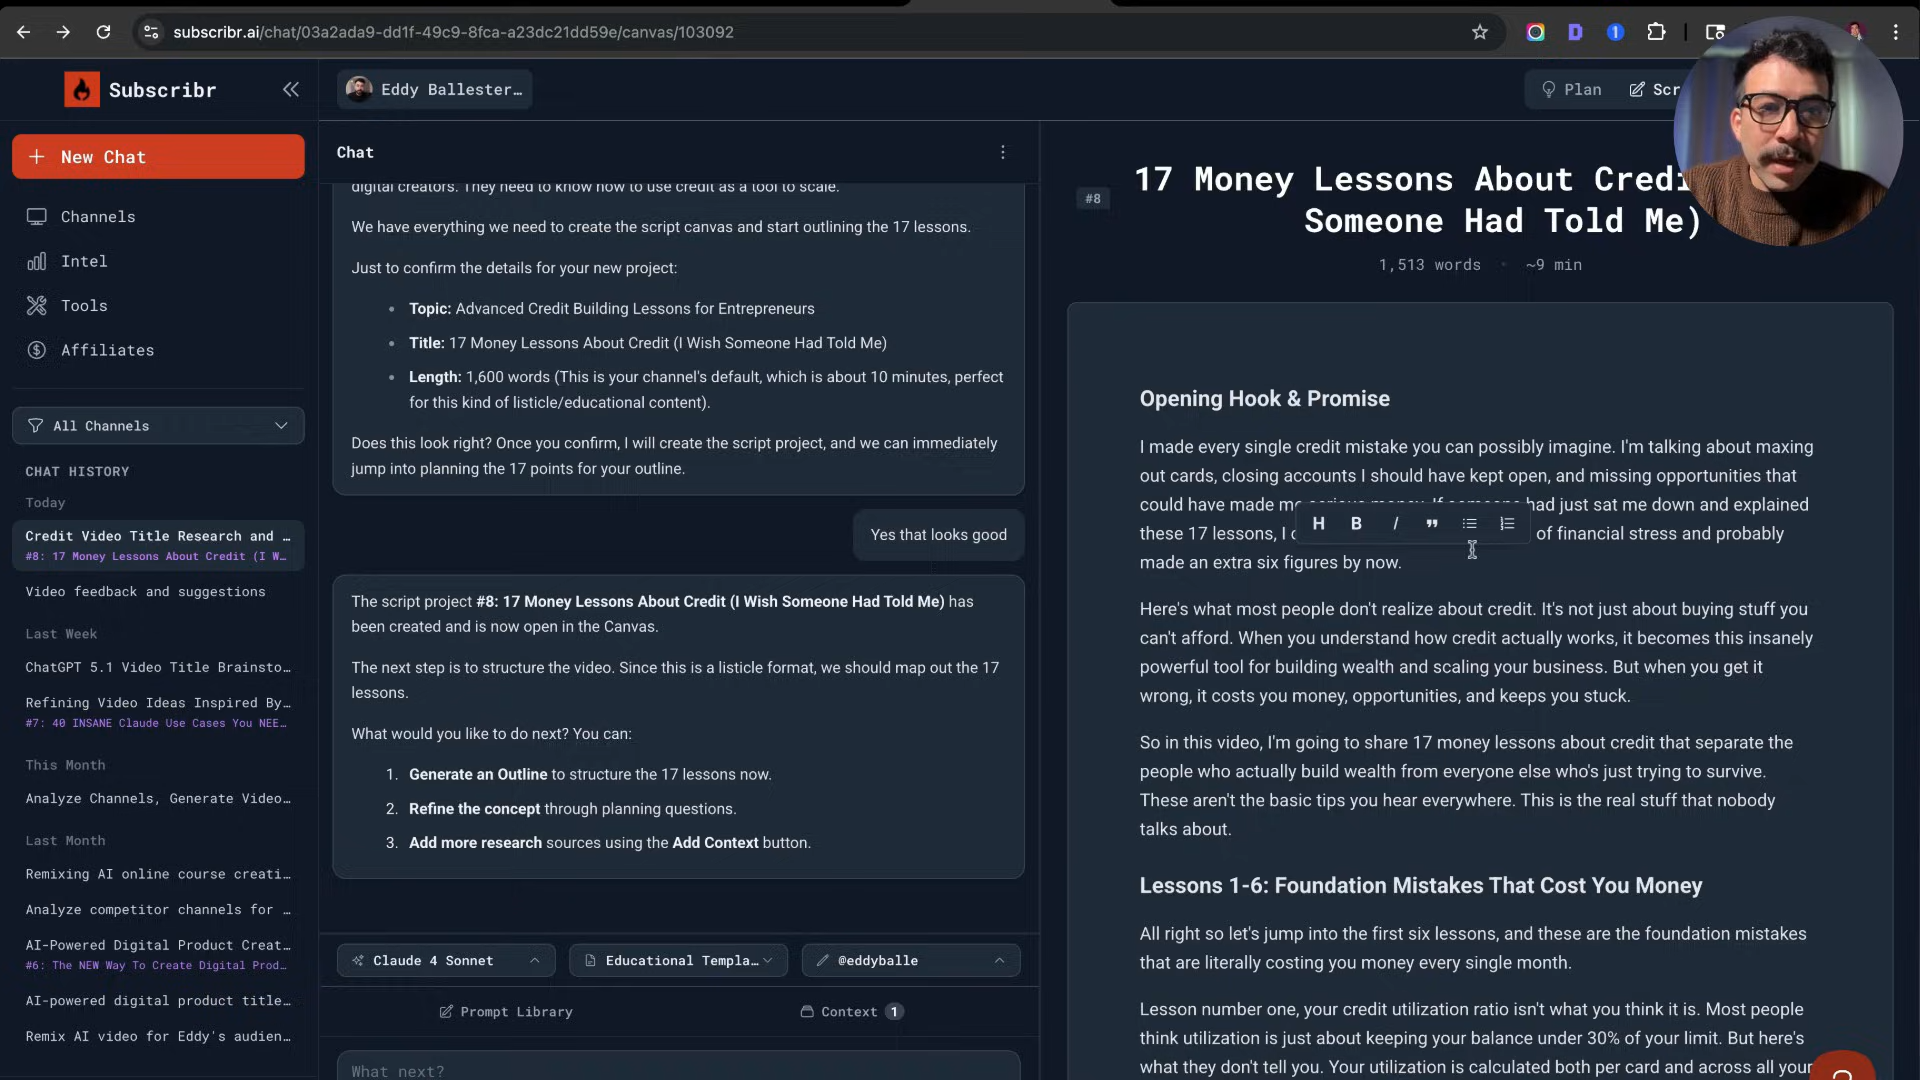 subscribr.ai/chat/03a2ada9-dd1f-49c9-8fca-a23dc21dd59e/canvas/103092
Subscribr
New Chat
Channels
Intel
Tools
Affiliates
All Channels
CHAT HISTORY
Today
Credit Video Title Research and …
#8: 17 Money Lessons About Credit (I W…
Video feedback and suggestions
Last Week
ChatGPT 5.1 Video Title Brainsto…
Refining Video Ideas Inspired By…
#7: 40 INSANE Claude Use Cases You NEE…
This Month
Analyze Channels, Generate Video…
Last Month
Remixing AI online course creati…
Analyze competitor channels for …
AI-Powered Digital Product Creat…
#6: The NEW Way To Create Digital Prod…
AI-powered digital product title…
Remix AI video for Eddy's audien…
Eddy Ballester…
Chat
digital creators. They need to know how to use credit as a tool to scale.
We have everything we need to create the script canvas and start outlining the 17 lessons.
Just to confirm the details for your new project:
• Topic: Advanced Credit Building Lessons for Entrepreneurs
• Title: 17 Money Lessons About Credit (I Wish Someone Had Told Me)
• Length: 1,600 words (This is your channel's default, which is about 10 minutes, perfect
for this kind of listicle/educational content).
Does this look right? Once you confirm, I will create the script project, and we can immediately
jump into planning the 17 points for your outline.
Yes that looks good
The script project #8: 17 Money Lessons About Credit (I Wish Someone Had Told Me) has
been created and is now open in the Canvas.
The next step is to structure the video. Since this is a listicle format, we should map out the 17
lessons.
What would you like to do next? You can:
1. Generate an Outline to structure the 17 lessons now.
2. Refine the concept through planning questions.
3. Add more research sources using the Add Context button.
Claude 4 Sonnet
Educational Templa…
@eddyballe
Prompt Library
Context 1
What next?
Plan
Scr
#8
17 Money Lessons About Credi
Someone Had Told Me)
1,513 words • ~9 min
Opening Hook & Promise
I made every single credit mistake you can possibly imagine. I'm talking about maxing
out cards, closing accounts I should have kept open, and missing opportunities that
could have made me serious money. If someone had just sat me down and explained
these 17 lessons, I of financial stress and probably
H B I "
made an extra six figures by now.
Here's what most people don't realize about credit. It's not just about buying stuff you
can't afford. When you understand how credit actually works, it becomes this insanely
powerful tool for building wealth and scaling your business. But when you get it
wrong, it costs you money, opportunities, and keeps you stuck.
So in this video, I'm going to share 17 money lessons about credit that separate the
people who actually build wealth from everyone else who's just trying to survive.
These aren't the basic tips you hear everywhere. This is the real stuff that nobody
talks about.
Lessons 1-6: Foundation Mistakes That Cost You Money
All right so let's jump into the first six lessons, and these are the foundation mistakes
that are literally costing you money every single month.
Lesson number one, your credit utilization ratio isn't what you think it is. Most people
think utilization is just about keeping your balance under 30% of your limit. But here's
what they don't tell you. Your utilization is calculated both per card and across all your